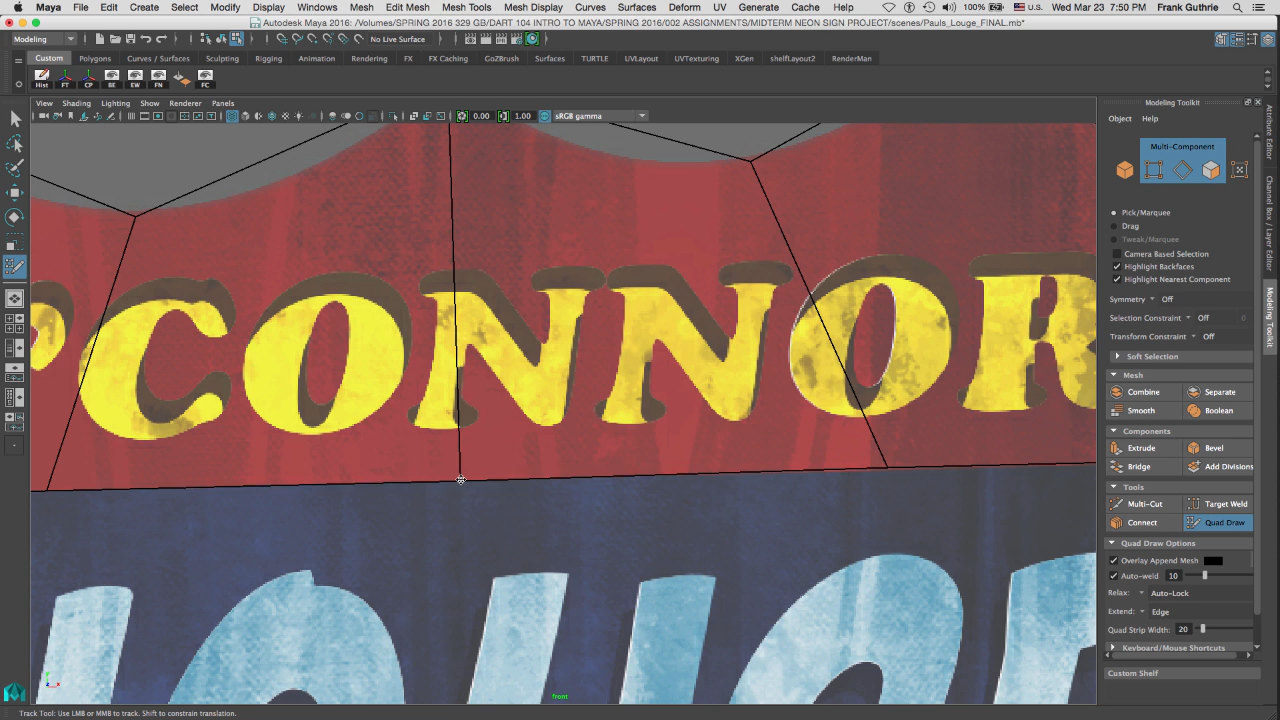 Maya File Edit Create Select Modify Display Windows Mesh Edit Mesh Mesh Tools Mesh Display Curves Surfaces Deform UV Generate Cache Help 100% U.S. Wed Mar 23 7:50 PM Frank Guthrie
Autodesk Maya 2016: /Volumes/SPRING 2016 329 GB/DART 104 INTRO TO MAYA/SPRING 2016/002 ASSIGNMENTS/MIDTERM NEON SIGN PROJECT/scenes/Pauls_Louge_FINAL.mb*
Modeling No Live Surface
Custom Polygons Curves / Surfaces Sculpting Rigging Animation Rendering FX FX Caching GoZBrush Surfaces TURTLE UVLayout UVTexturing XGen shelfLayout2 RenderMan
Hist FT CP BE EW FN FC
View Shading Lighting Show Renderer Panels
0.00 1.00 sRGB gamma
CONNOR
front
Modeling Toolkit
Object Help
Multi-Component
Pick/Marquee
Drag
Tweak/Marquee
Camera Based Selection
Highlight Backfaces
Highlight Nearest Component
Symmetry Off
Selection Constraint Off 0
Transform Constraint Off
Soft Selection
Mesh
Combine Separate
Smooth Boolean
Components
Extrude Bevel
Bridge Add Divisions
Tools
Multi-Cut Target Weld
Connect Quad Draw
Quad Draw Options
Overlay Append Mesh
Auto-weld 10
Relax: Auto-Lock
Extend: Edge
Quad Strip Width: 20
Keyboard/Mouse Shortcuts
Custom Shelf
Attribute Editor
Channel Box / Layer Editor
Modeling Toolkit
Track Tool: Use LMB or MMB to track. Shift to constrain translation.